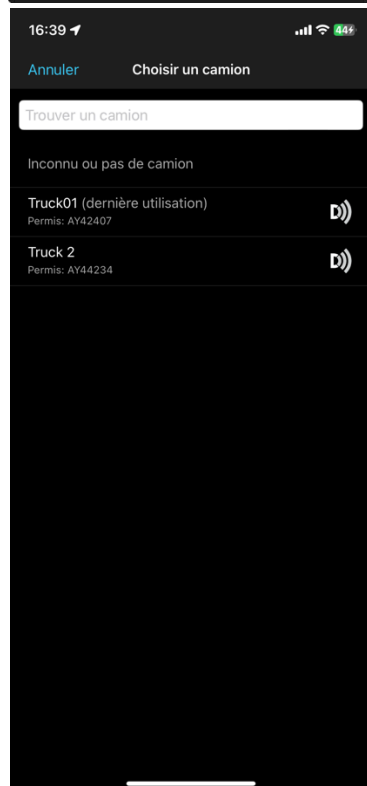 16:39
44
Annuler Choisir un camion
Trouver un camion
Inconnu ou pas de camion
Truck01 (dernière utilisation)
Permis: AY42407
D
Truck 2
Permis: AY44234
D